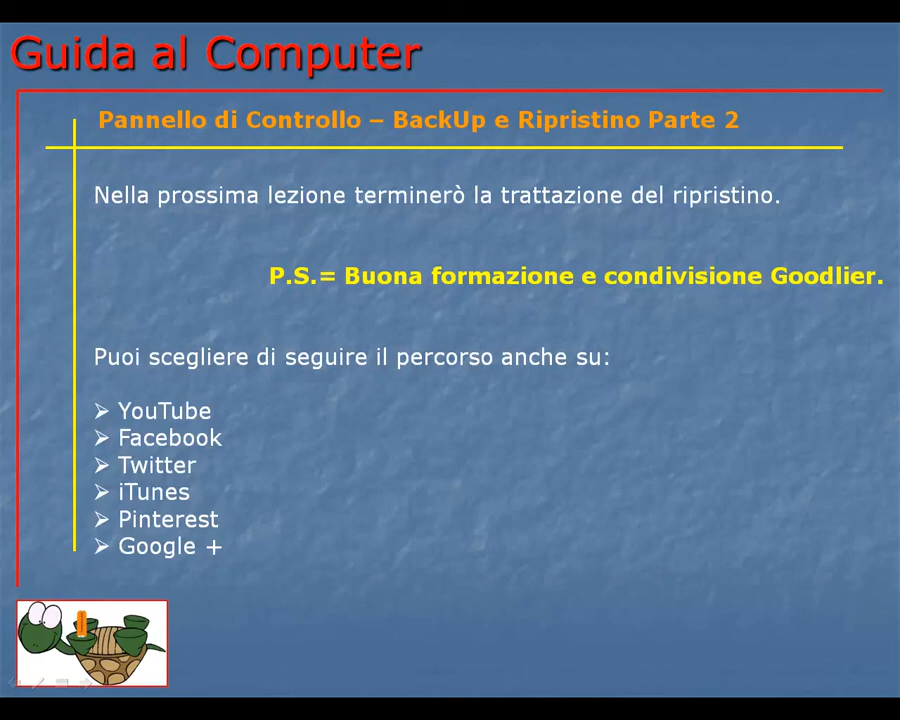 Guida al Computer
Pannello di Controllo – BackUp e Ripristino Parte 2
Nella prossima lezione terminerò la trattazione del ripristino.
P.S.= Buona formazione e condivisione Goodlier.
Puoi scegliere di seguire il percorso anche su:
➢ YouTube
➢ Facebook
➢ Twitter
➢ iTunes
➢ Pinterest
➢ Google +